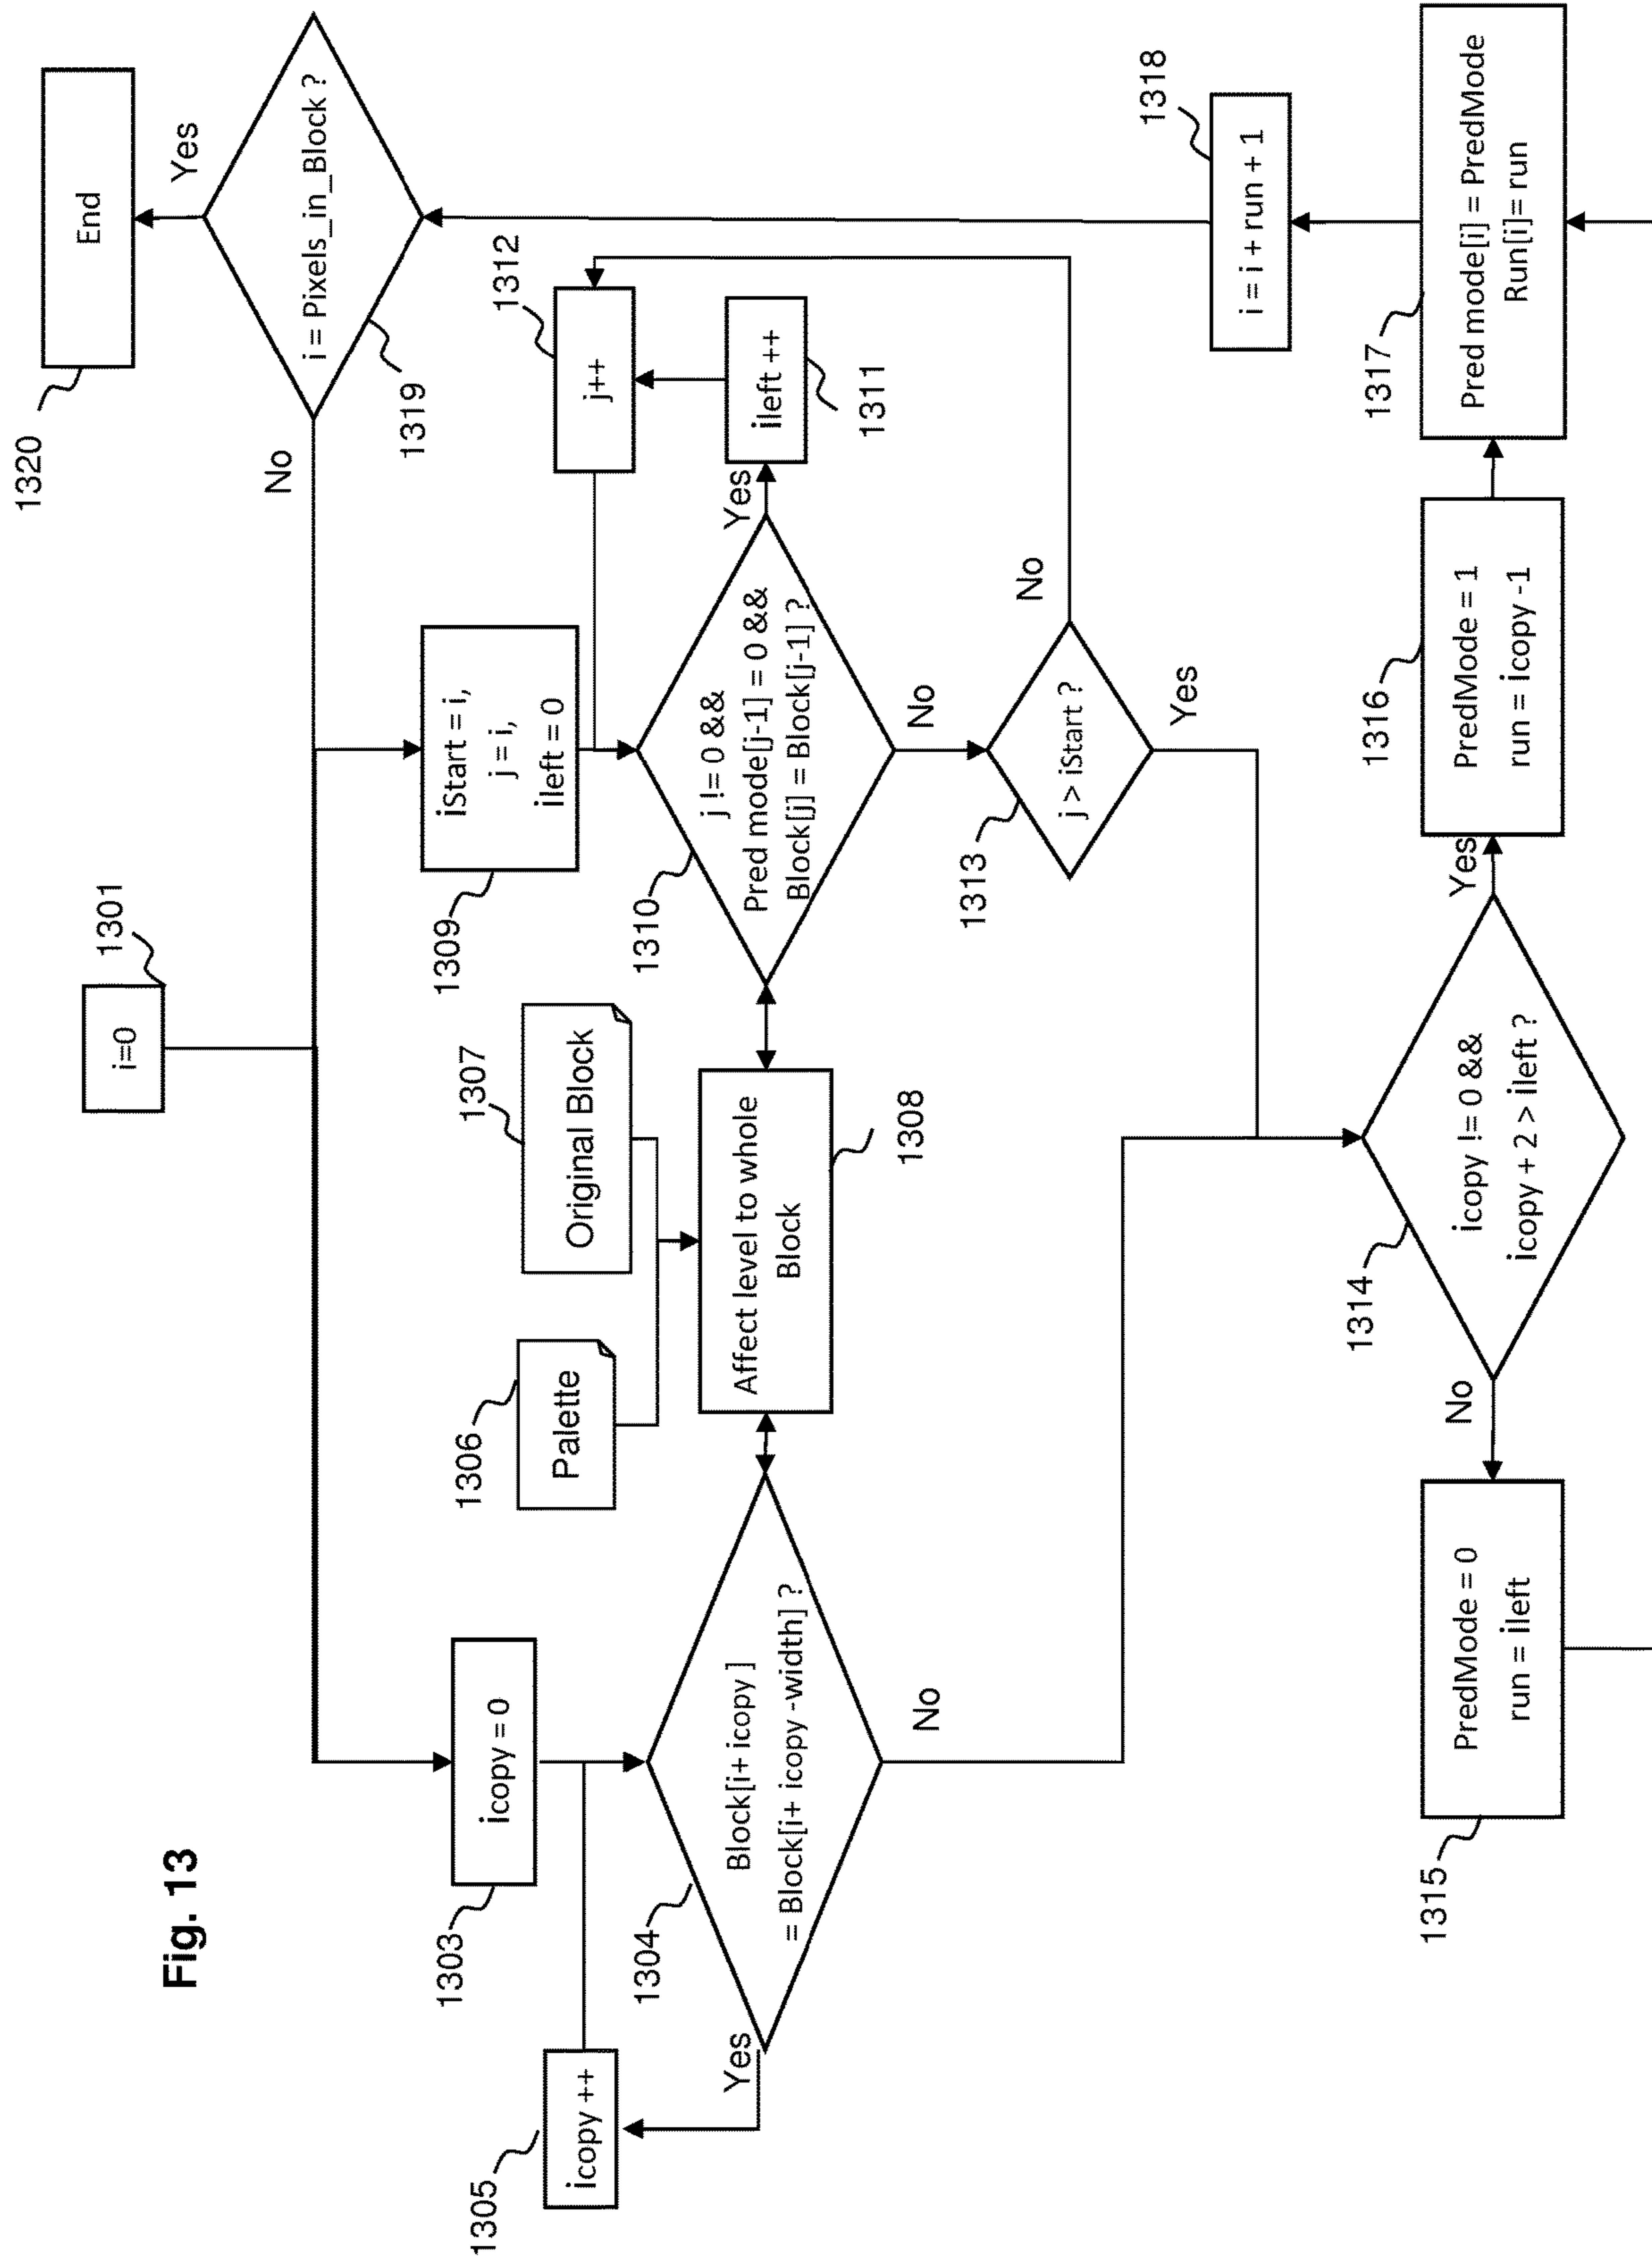 Fig. 13
1301
i=0
1303
icopy = 0
1305
icopy ++
1304
Block[i+ icopy ]
= Block[i+ icopy -width] ?
Yes
No
1306
Palette
1307
Original Block
1308
Affect level to whole
Block
1309
iStart = i,
j = i,
ileft = 0
1310
j != 0 &&
Pred mode[j-1] = 0 &&
Block[j] = Block[j-1] ?
Yes
No
1311
ileft ++
1312
j++
1313
j > iStart ?
No
Yes
1314
icopy != 0 &&
icopy + 2 > ileft ?
No
Yes
1315
PredMode = 0
run = ileft
1316
PredMode = 1
run = icopy -1
1317
Pred mode[i] = PredMode
Run[i]= run
1318
i = i + run + 1
1319
i = Pixels_in_Block ?
No
Yes
1320
End